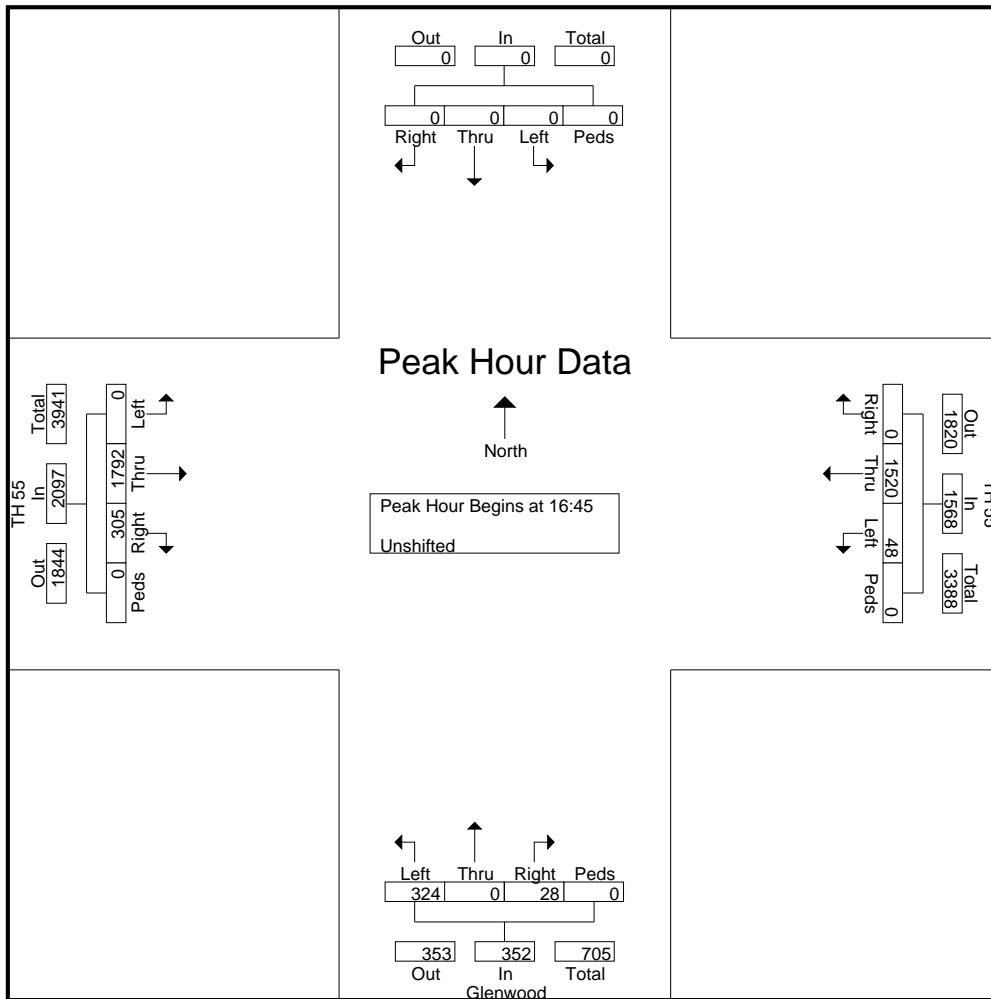 Out In Total
0 0 0
0 0 0 0
Right Thru Left Peds
Peak Hour Data
North
Peak Hour Begins at 16:45
Unshifted
TH 55
Total In Out
3941 2097 1844
0 1792 305 0
Left Thru Right Peds
Right Thru Left Peds
0 1520 48 0
1820 1568 3388
Out In Total
TH 55
Left Thru Right Peds
324 0 28 0
353 352 705
Out In Total
Glenwood